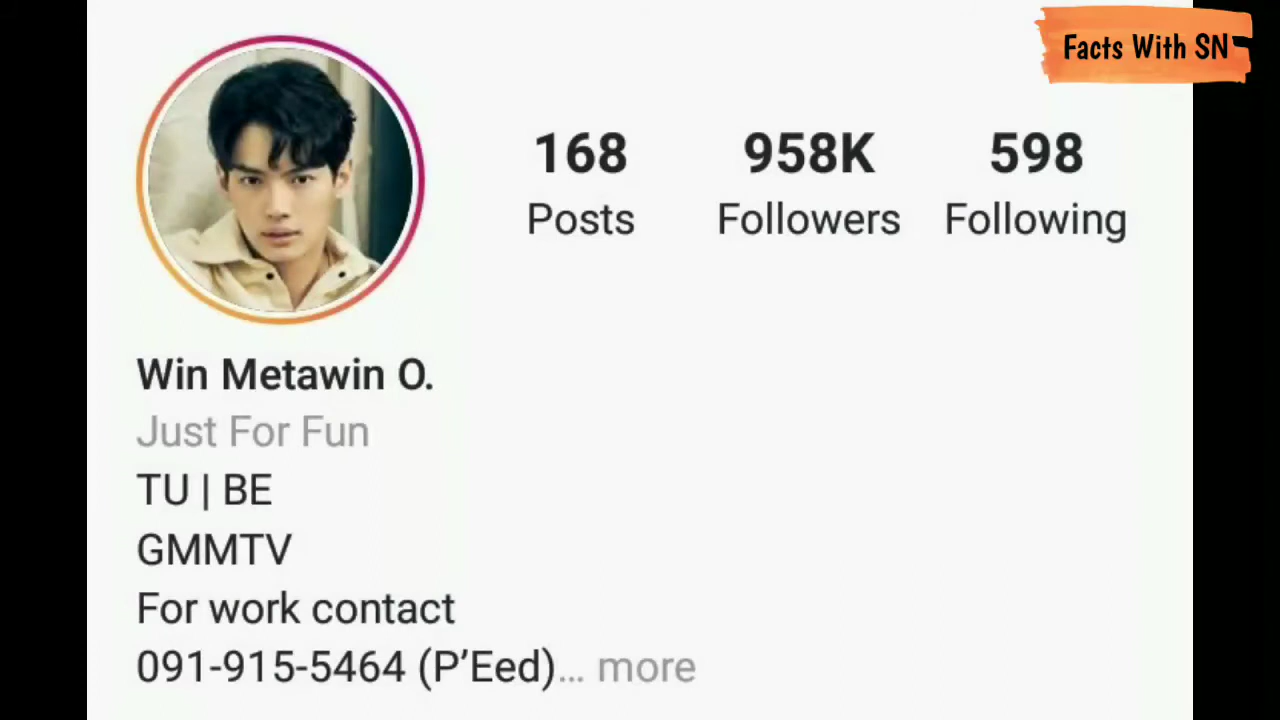 Facts With SN
168 958K 598
Posts Followers Following
Win Metawin O.
Just For Fun
TU | BE
GMMTV
For work contact
091-915-5464 (P’Eed)... more